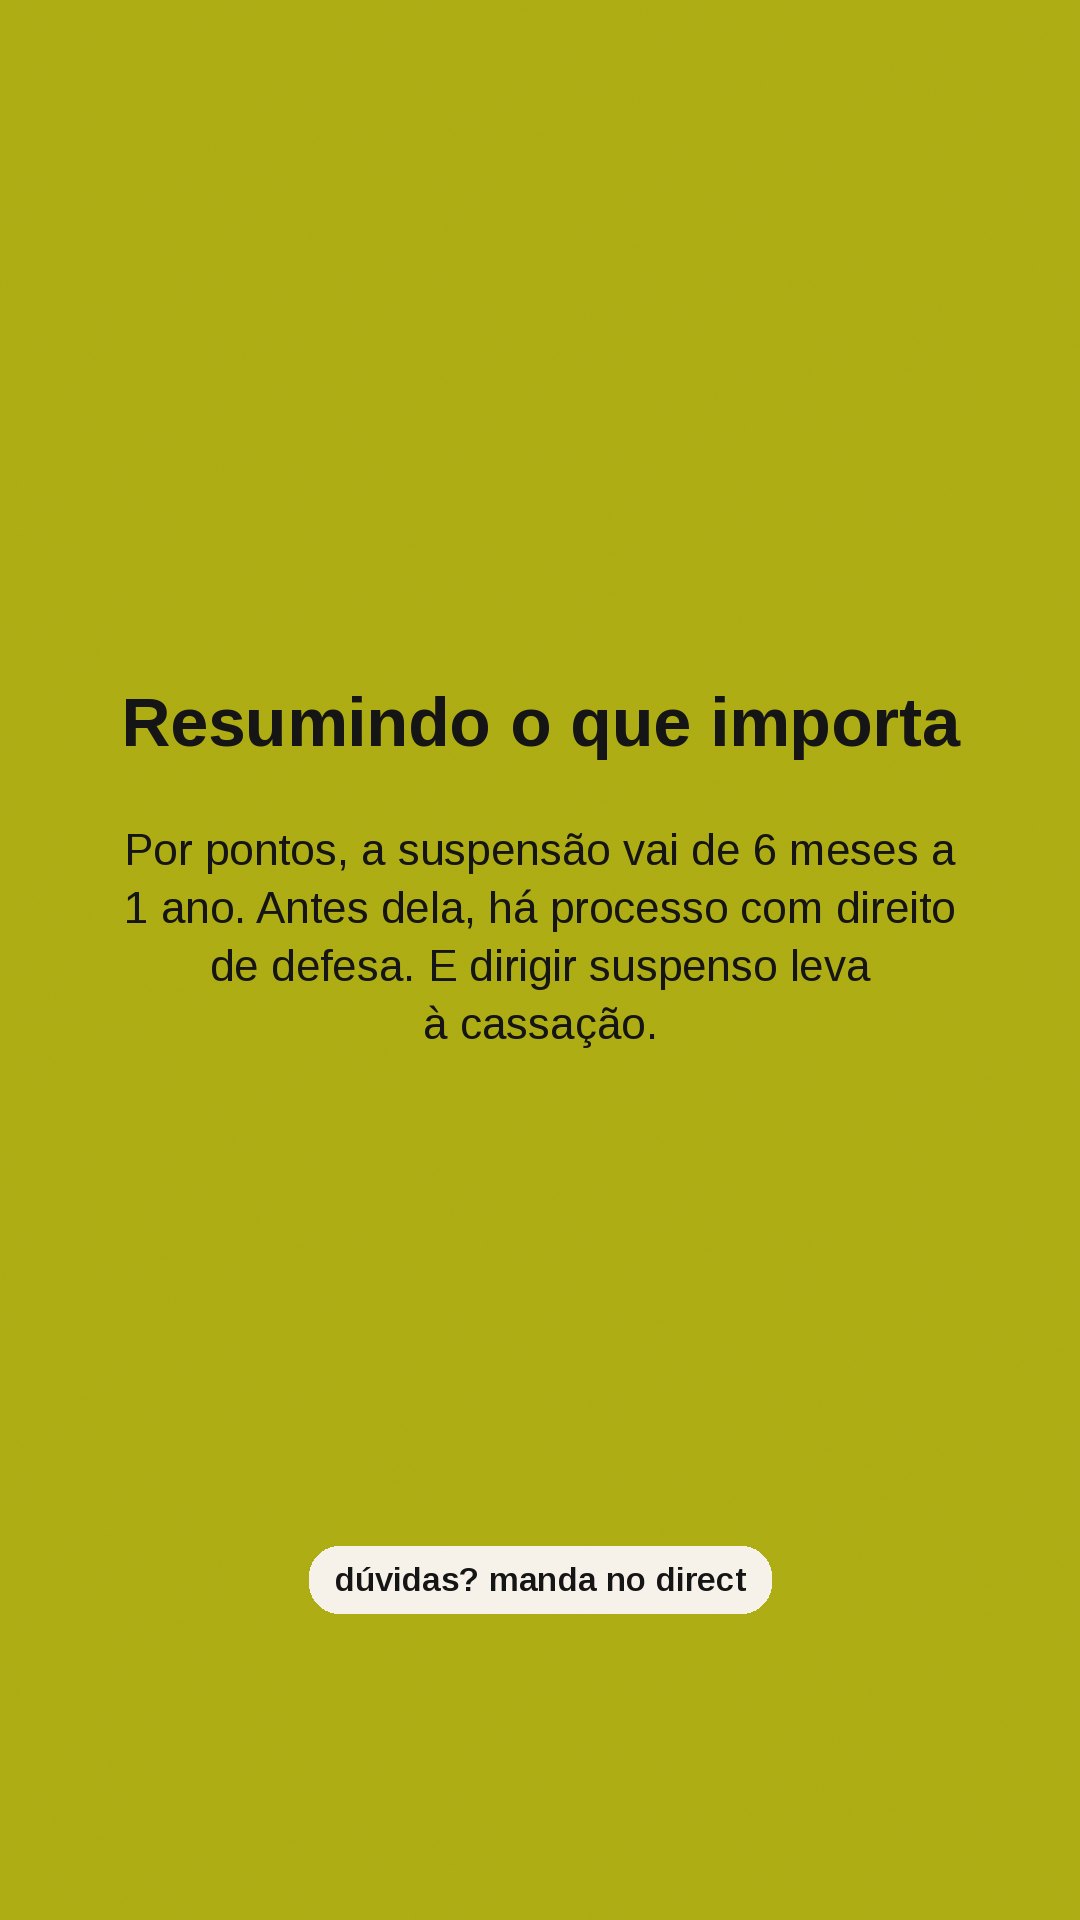 Resumindo o que importa
Por pontos, a suspensão vai de 6 meses a
1 ano. Antes dela, há processo com direito
de defesa. E dirigir suspenso leva
à cassação.
dúvidas? manda no direct